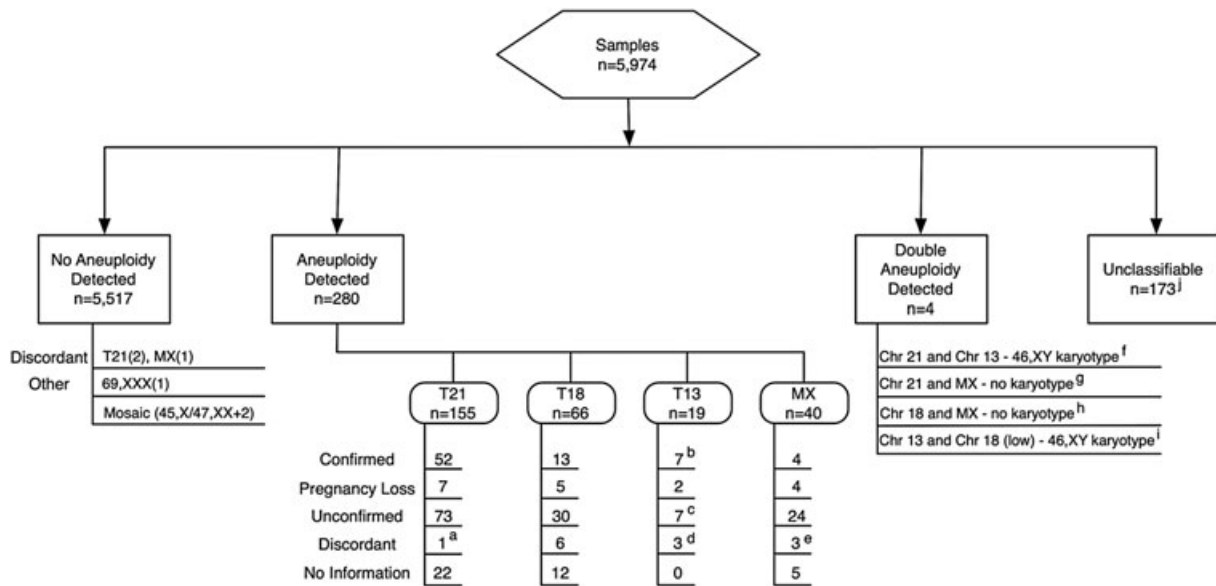 Samples
n=5,974
No Aneuploidy
Detected
n=5,517
Aneuploidy
Detected
n=280
Double
Aneuploidy
Detected
n=4
Unclassifiable
n=173j
Discordant T21(2), MX(1)
Other 69,XXX(1)
Mosaic (45,X/47,XX+2)
Chr 21 and Chr 13 - 46,XY karyotype f
Chr 21 and MX - no karyotype g
Chr 18 and MX - no karyotype h
Chr 13 and Chr 18 (low) - 46,XY karyotype i
T21
n=155
T18
n=66
T13
n=19
MX
n=40
Confirmed 52 13 7 b 4
Pregnancy Loss 7 5 2 4
Unconfirmed 73 30 7 c 24
Discordant 1 a 6 3 d 3 e
No Information 22 12 0 5